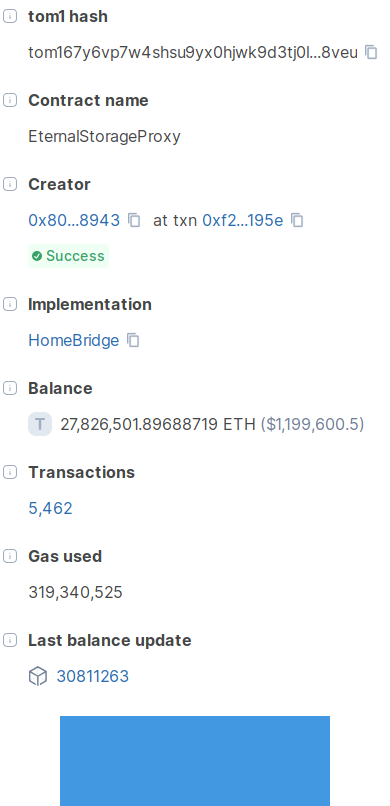 tom1 hash
tom167y6vp7w4shsu9yx0hjwk9d3tj0l...8veu
Contract name
EternalStorageProxy
Creator
0x80...8943 at txn 0xf2...195e
Success
Implementation
HomeBridge
Balance
T 27,826,501.89688719 ETH ($1,199,600.5)
Transactions
5,462
Gas used
319,340,525
Last balance update
30811263